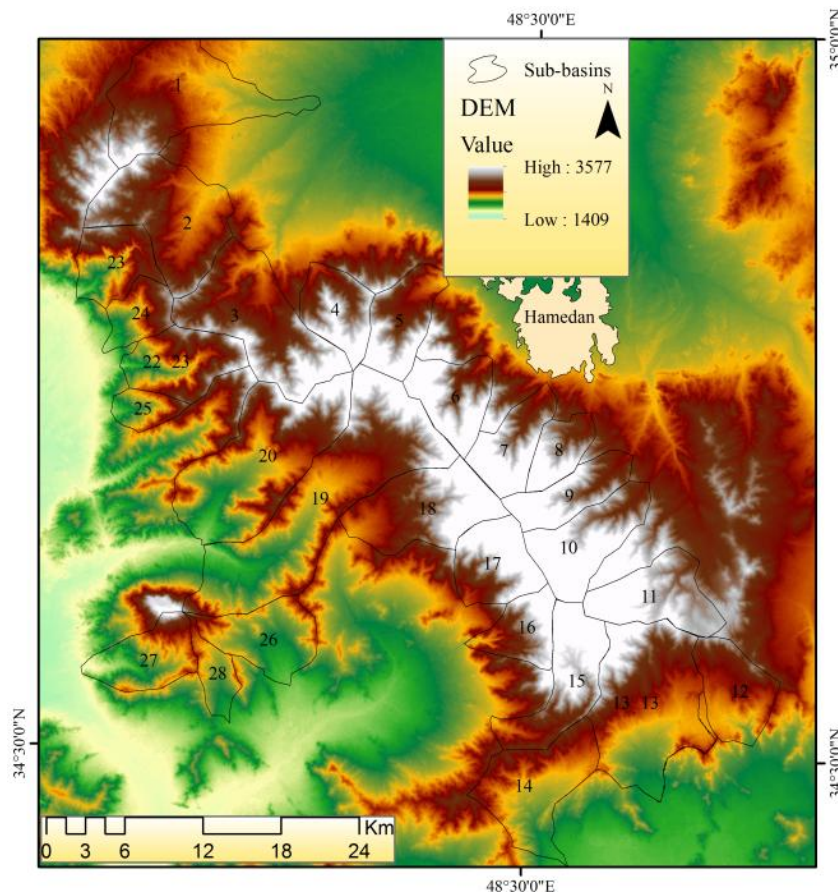 48°30'0"E
35°0'0"N
Sub-basins
N
DEM
Value
High : 3577
Low : 1409
Hamedan
1
2
23
24
3
4
5
22
23
25
6
7
8
20
19
18
9
10
17
11
16
26
27
28
15
13
13
12
14
34°30'0"N
34°30'0"N
Km
0
3
6
12
18
24
48°30'0"E